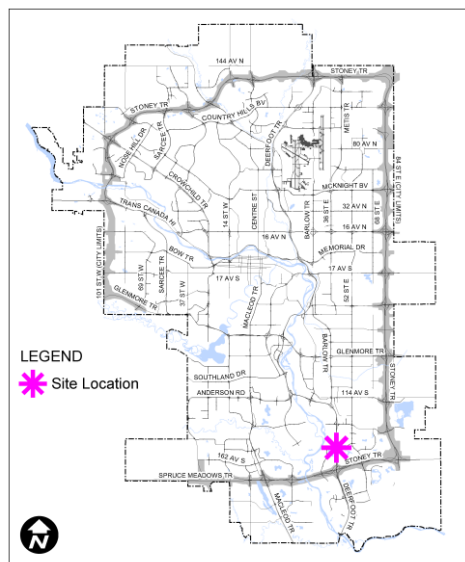 144 AV N
STONEY TR
STONEY TR
COUNTRY HILLS BV
METIS TR
NOSE HILL DR
SARCEE TR
DEERFOOT TR
80 AV N
84 ST E (CITY LIMITS)
CROWCHILD TR
MCKNIGHT BV
TRANS CANADA HI
14 ST W
CENTRE ST
BARLOW TR
36 ST E
32 AV N
68 ST E
16 AV N
16 AV N
101 ST W (CITY LIMITS)
BOW TR
MEMORIAL DR
69 ST W
SARCEE TR
37 ST W
17 AV S
17 AV S
52 ST E
GLENMORE TR
MACLEOD TR
BARLOW TR
GLENMORE TR
STONEY TR
LEGEND
Site Location
SOUTHLAND DR
ANDERSON RD
114 AV S
162 AV S
STONEY TR
SPRUCE MEADOWS TR
MACLEOD TR
DEERFOOT TR
N